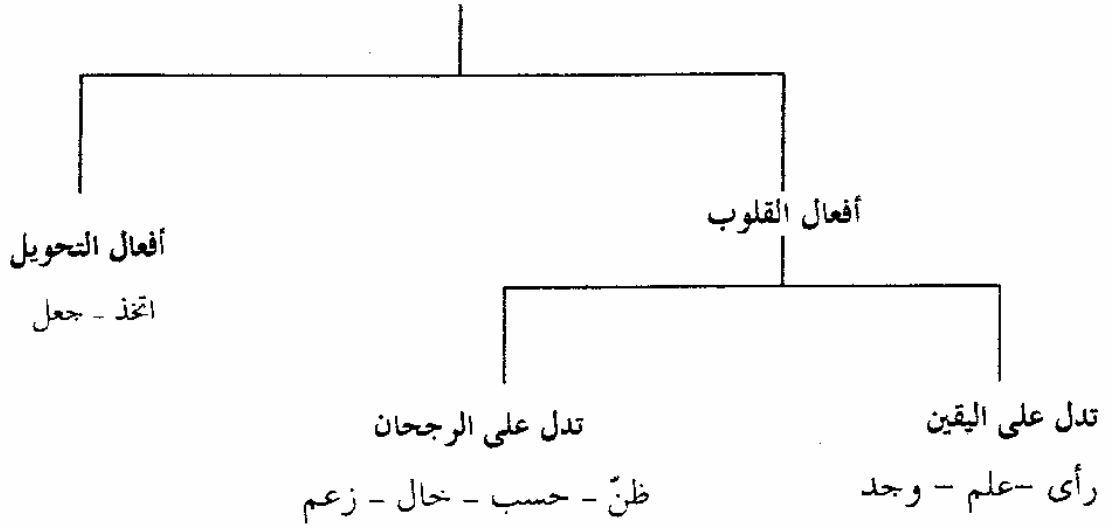 أفعال القلوب
أفعال التحويل
اتخذ - جعل
تدل على اليقين
رأى - علم - وجد
تدل على الرجحان
ظنّ - حسب - خال - زعم